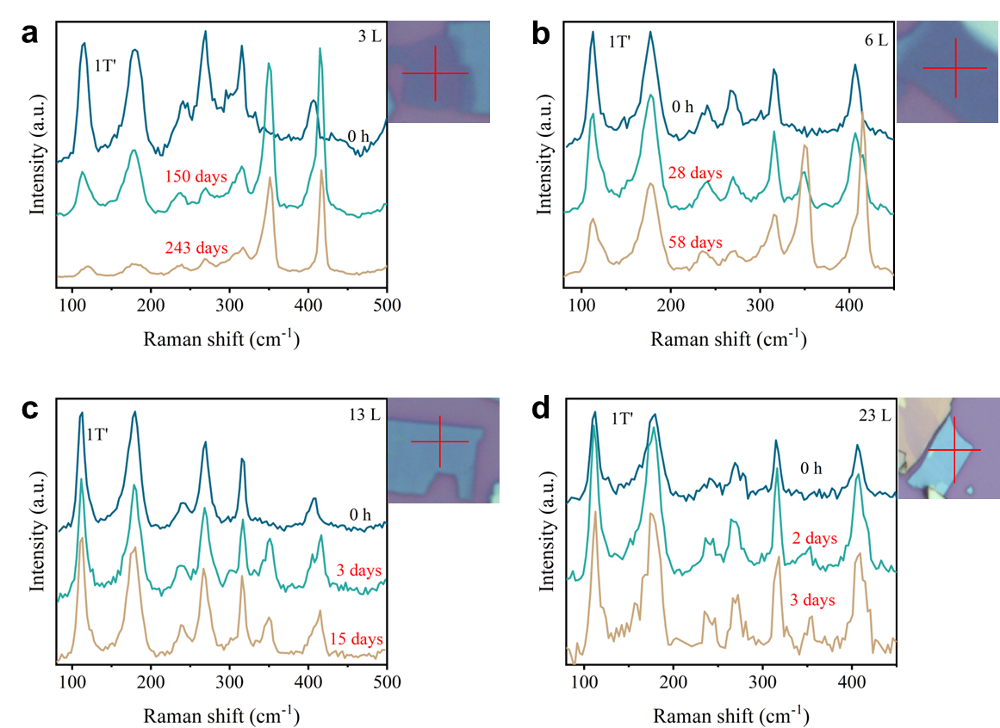 a
3 L
1T'
0 h
150 days
243 days
Intensity (a.u.)
100 200 300 400 500
Raman shift (cm-1)
b
6 L
1T'
0 h
28 days
58 days
Intensity (a.u.)
100 200 300 400
Raman shift (cm-1)
c
13 L
1T'
0 h
3 days
15 days
Intensity (a.u.)
100 200 300 400 500
Raman shift (cm-1)
d
23 L
1T'
0 h
2 days
3 days
Intensity (a.u.)
100 200 300 400
Raman shift (cm-1)